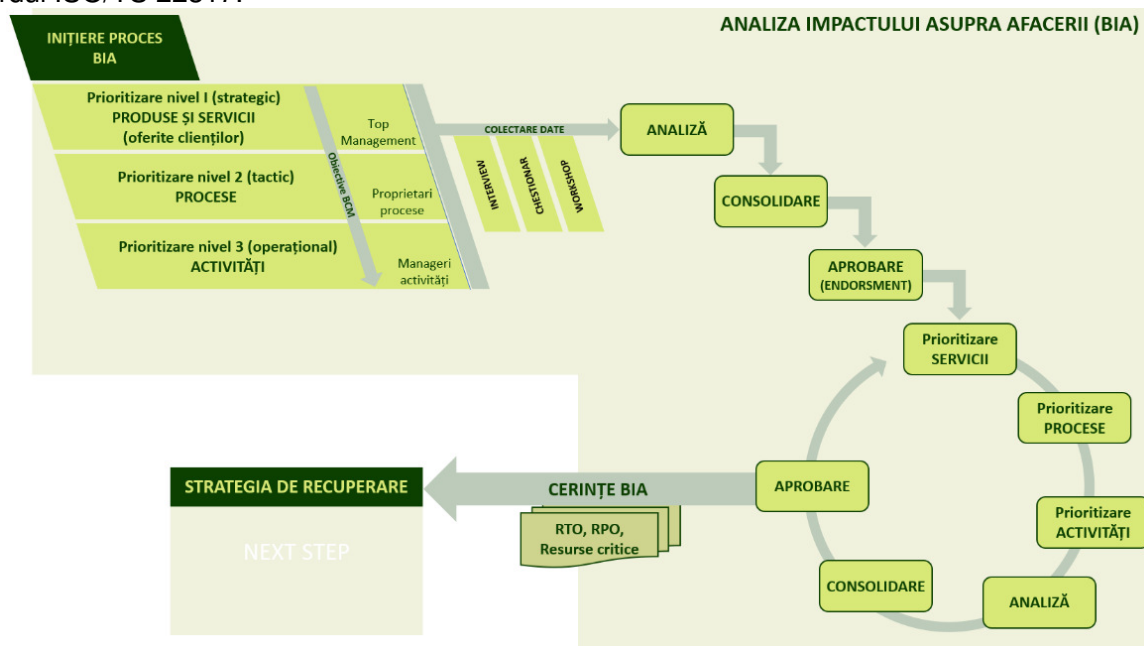 ANALIZA IMPACTULUI ASUPRA AFACERII (BIA)
INIȚIERE PROCES
BIA
Prioritizare nivel I (strategic)
PRODUSE ȘI SERVICII
(oferite clienților)
Top
Management
Prioritizare nivel 2 (tactic)
PROCESE
Proprietari
procese
Prioritizare nivel 3 (operațional)
ACTIVITĂȚI
Manageri
activități
Obiective BCM
COLECTARE DATE
INTERVIEW
CHESTIONAR
WORKSHOP
ANALIZĂ
CONSOLIDARE
APROBARE
(ENDORSMENT)
Prioritizare
SERVICII
Prioritizare
PROCESE
Prioritizare
ACTIVITĂȚI
ANALIZĂ
CONSOLIDARE
APROBARE
CERINȚE BIA
RTO, RPO,
Resurse critice
STRATEGIA DE RECUPERARE
NEXT STEP